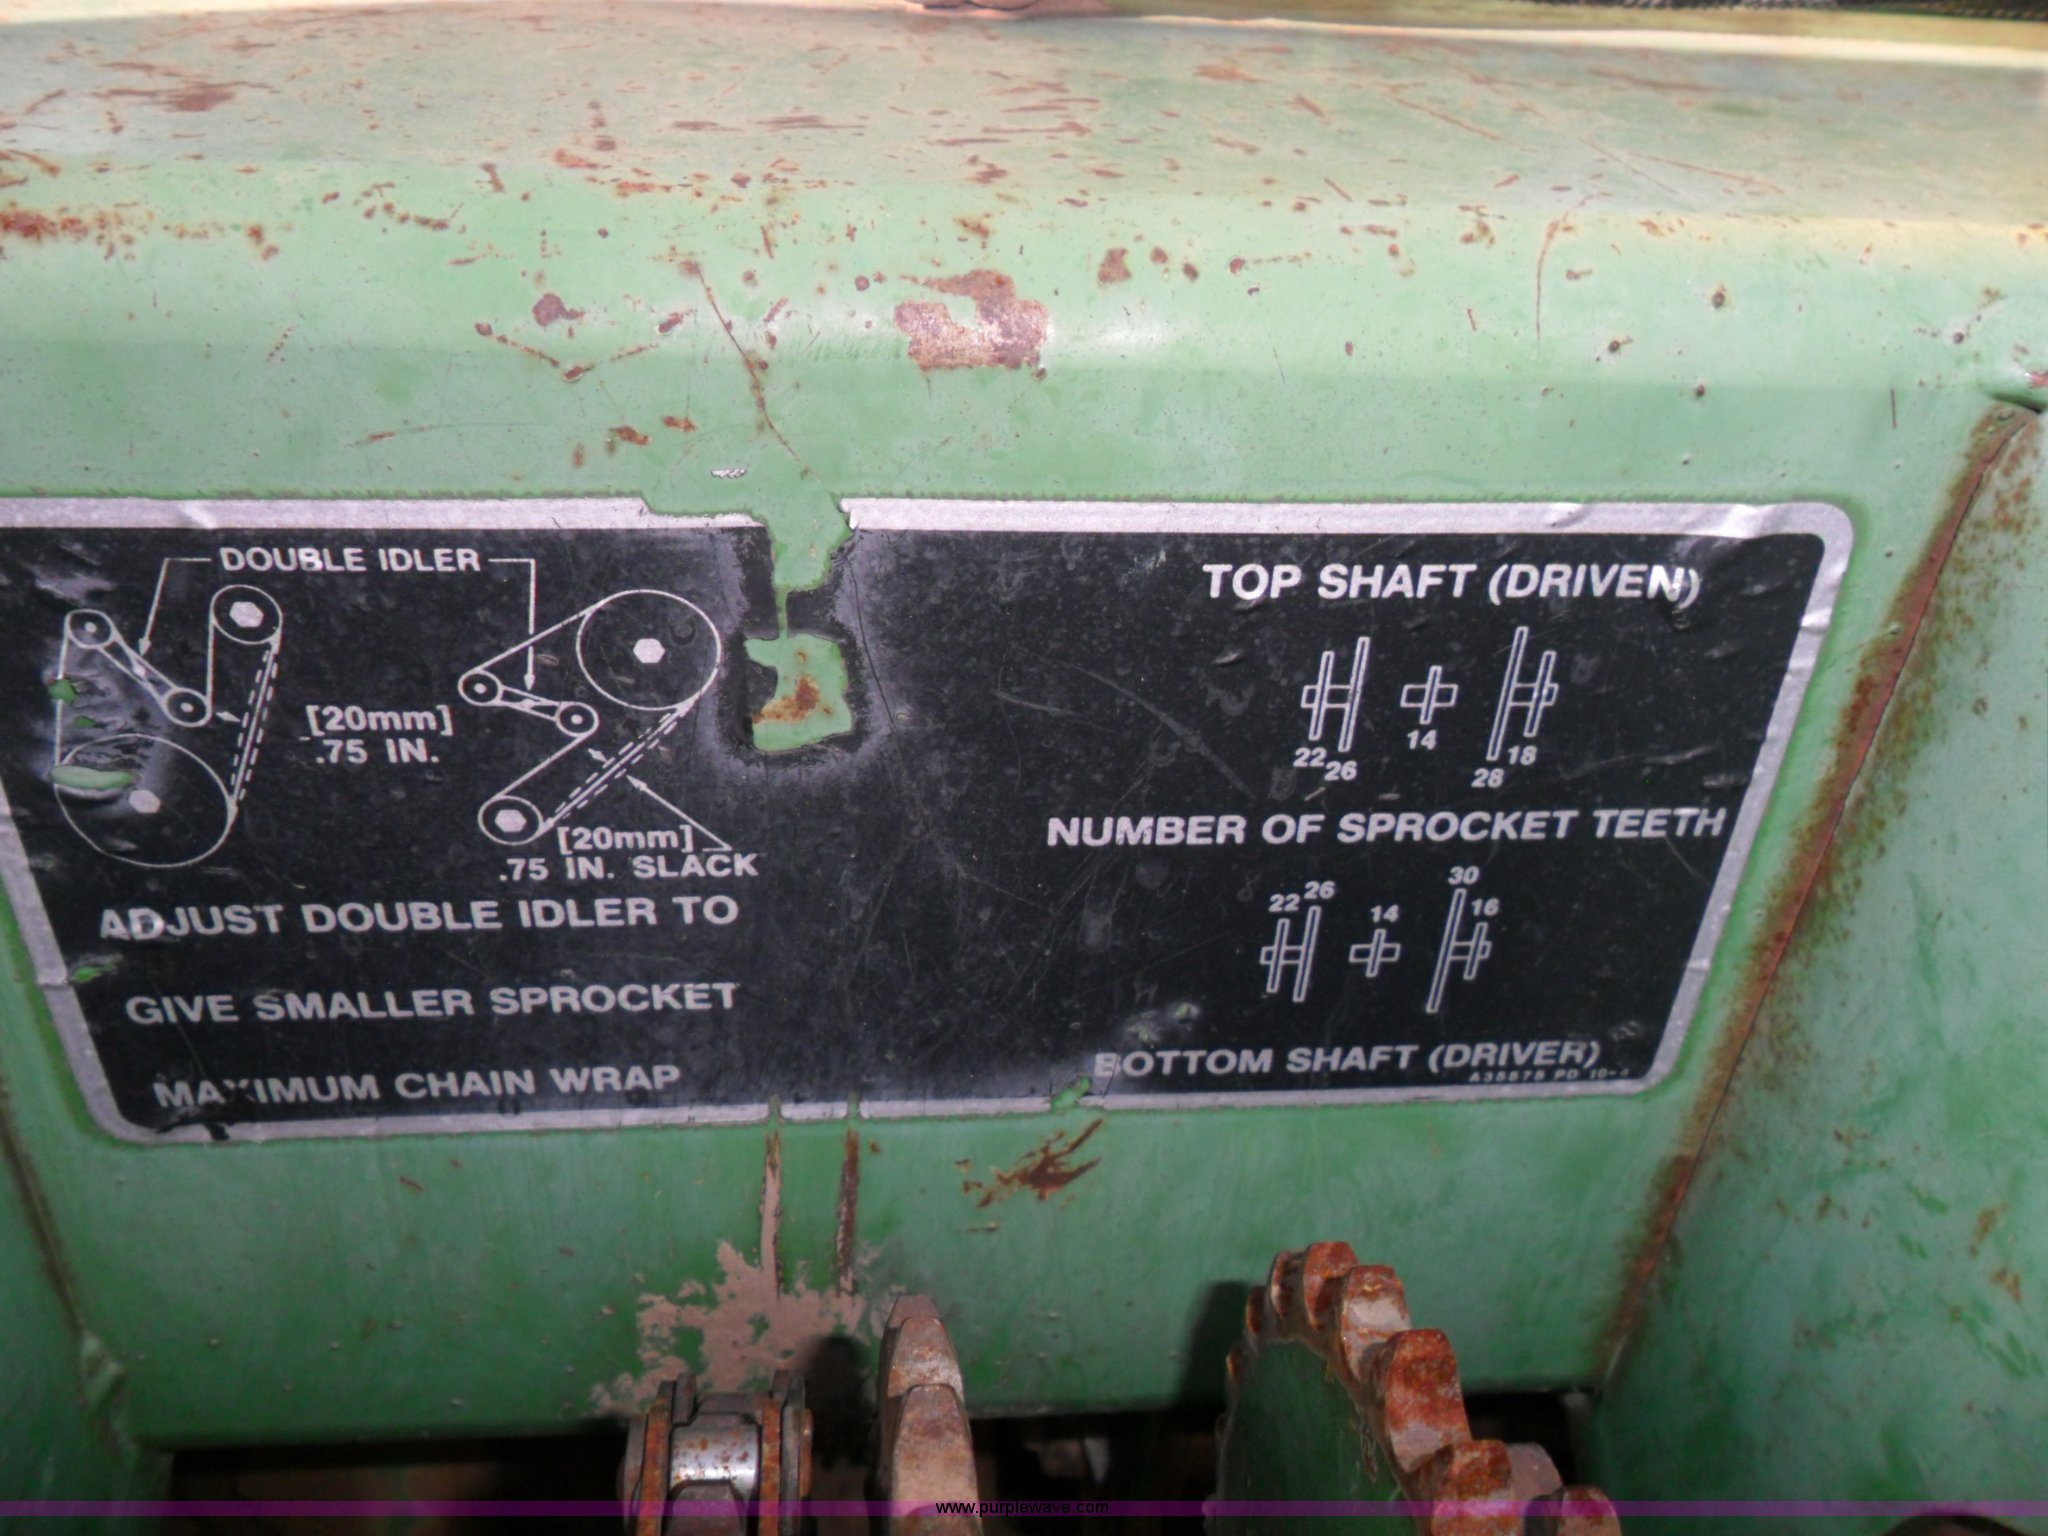 DOUBLE IDLER
[20mm]
.75 IN.
[20mm]
.75 IN. SLACK
ADJUST DOUBLE IDLER TO
GIVE SMALLER SPROCKET
MAXIMUM CHAIN WRAP
TOP SHAFT (DRIVEN)
22
26
14
28
18
NUMBER OF SPROCKET TEETH
22
26
14
30
16
BOTTOM SHAFT (DRIVER)
www.purplewave.com